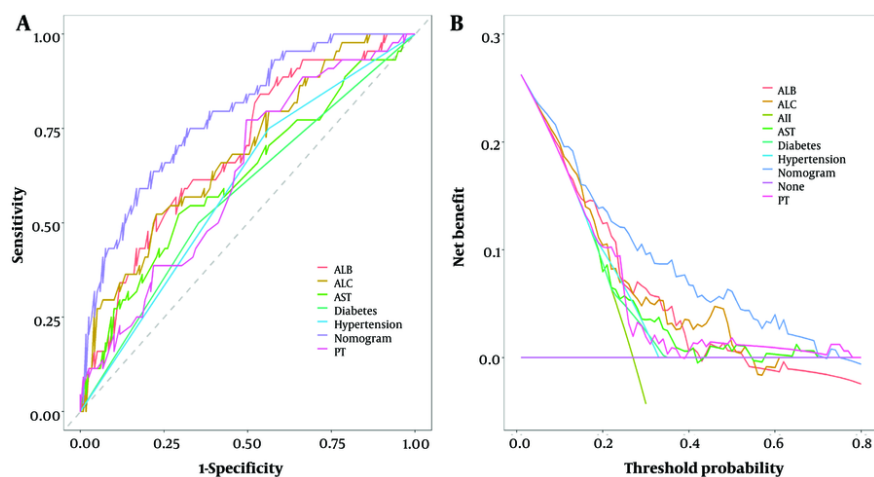 A
1.00
0.75
0.50
0.25
0.00
Sensitivity
ALB
ALC
AST
Diabetes
Hypertension
Nomogram
PT
0.00
0.25
0.50
0.75
1.00
1-Specificity
B
0.3
0.2
0.1
0.0
Net benefit
ALB
ALC
All
AST
Diabetes
Hypertension
Nomogram
None
PT
0.0
0.2
0.4
0.6
0.8
Threshold probability